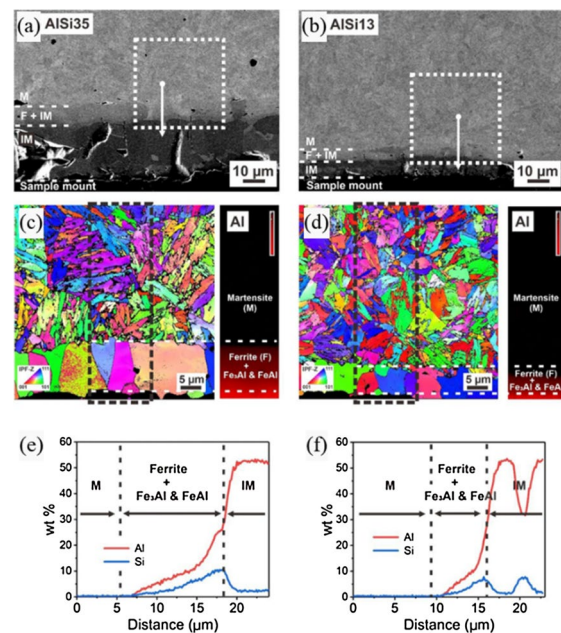 (a) AlSi35
M
F + IM
IM
Sample mount
10 μm
(b) AlSi13
M
F + IM
IM
Sample mount
10 μm
(c)
IPF-Z
111
001 101
5 μm
Al
Martensite
(M)
Ferrite (F)
+
Fe₃Al & FeAl
(d)
IPF-Z
111
001 101
5 μm
Al
Martensite
(M)
Ferrite (F)
+
Fe₃Al & FeAl
(e)
60
50
40
30
20
10
0
wt %
M
Ferrite
+
Fe₃Al & FeAl
IM
Al
Si
0 5 10 15 20
Distance (μm)
(f)
60
50
40
30
20
10
0
wt %
M
Ferrite
+
Fe₃Al & FeAl
IM
Al
Si
0 5 10 15 20
Distance (μm)